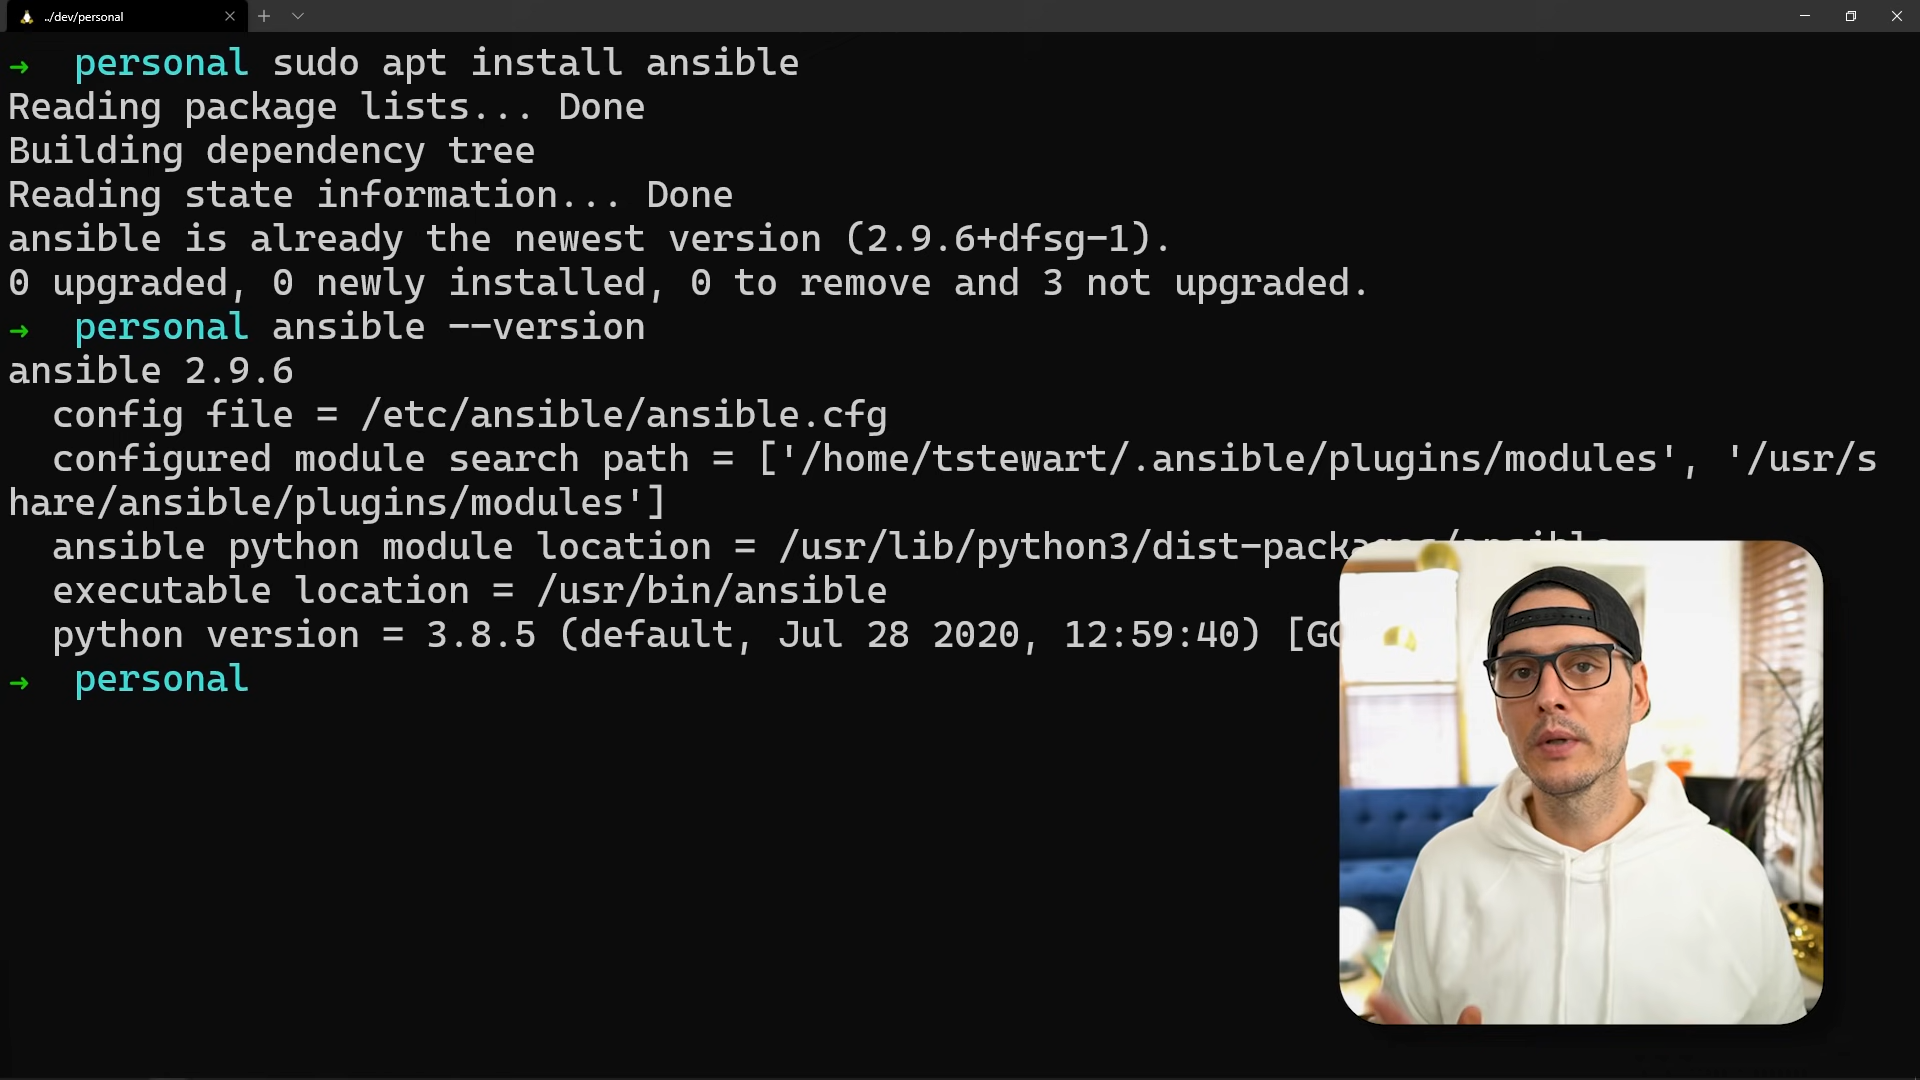 ../dev/personal
→ personal sudo apt install ansible
Reading package lists... Done
Building dependency tree
Reading state information... Done
ansible is already the newest version (2.9.6+dfsg-1).
0 upgraded, 0 newly installed, 0 to remove and 3 not upgraded.
→ personal ansible --version
ansible 2.9.6
config file = /etc/ansible/ansible.cfg
configured module search path = ['/home/tstewart/.ansible/plugins/modules', '/usr/s
hare/ansible/plugins/modules']
ansible python module location = /usr/lib/python3/dist-packages/ansible
executable location = /usr/bin/ansible
python version = 3.8.5 (default, Jul 28 2020, 12:59:40) [GC
→ personal